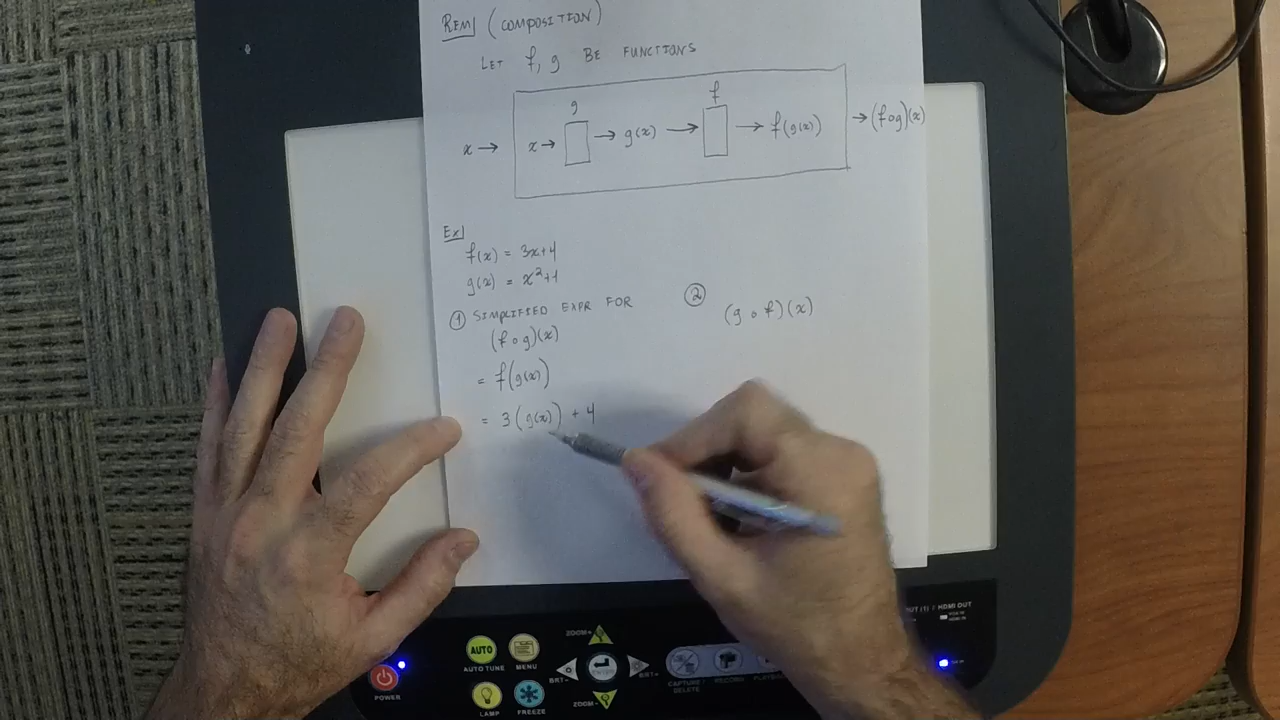 REM (COMPOSITION)
LET f, g BE FUNCTIONS
g f
x → x → g(x) → f(g(x)) → (f∘g)(x)
Ex
f(x) = 3x+4
g(x) = x²+1
① SIMPLIFIED EXPR FOR
(f∘g)(x)
= f(g(x))
= 3(g(x)) + 4
②
(g∘f)(x)
AUTO
AUTO TUNE
MENU
ZOOM+
BRT-
BRT+
ZOOM-
POWER
LAMP
FREEZE
CAPTURE /
DELETE
RECORD
HDMI OUT